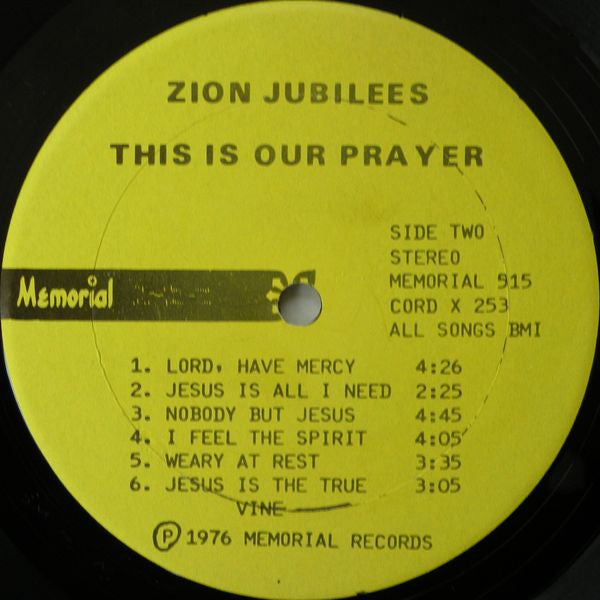 ZION JUBILEES
THIS IS OUR PRAYER
SIDE TWO
STEREO
MEMORIAL 515
CORD X 253
ALL SONGS BMI
Memorial
1. LORD, HAVE MERCY 4:26
2. JESUS IS ALL I NEED 2:25
3. NOBODY BUT JESUS 4:45
4. I FEEL THE SPIRIT 4:05
5. WEARY AT REST 3:35
6. JESUS IS THE TRUE 3:05
VINE
Ⓟ 1976 MEMORIAL RECORDS